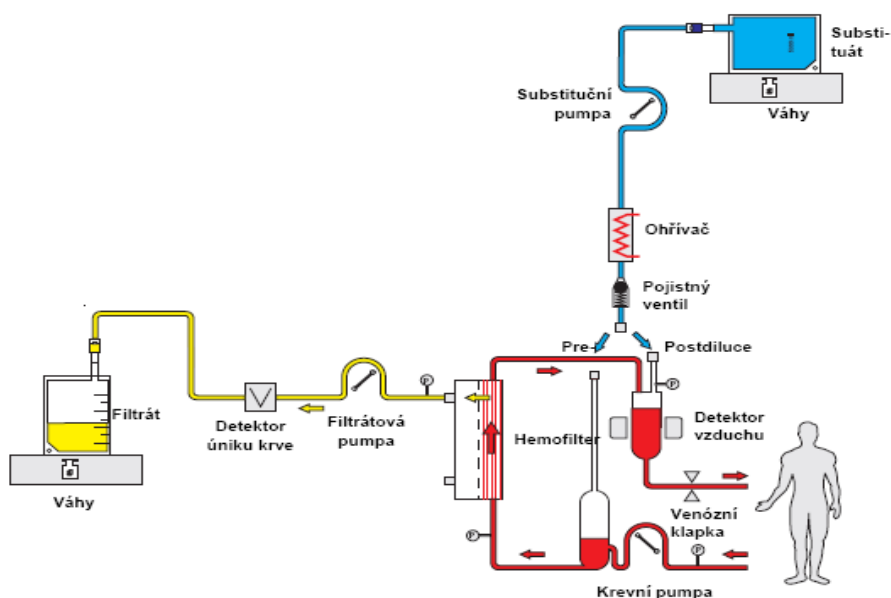 Substi-
tuát
Substituční
pumpa
Váhy
Ohřívač
Pojistný
ventil
Pre-
Postdiluce
P
P
Filtrát
Detektor
úniku krve
Filtrátová
pumpa
Hemofilter
Detektor
vzduchu
Váhy
Venózní
klapka
P
P
Krevní pumpa